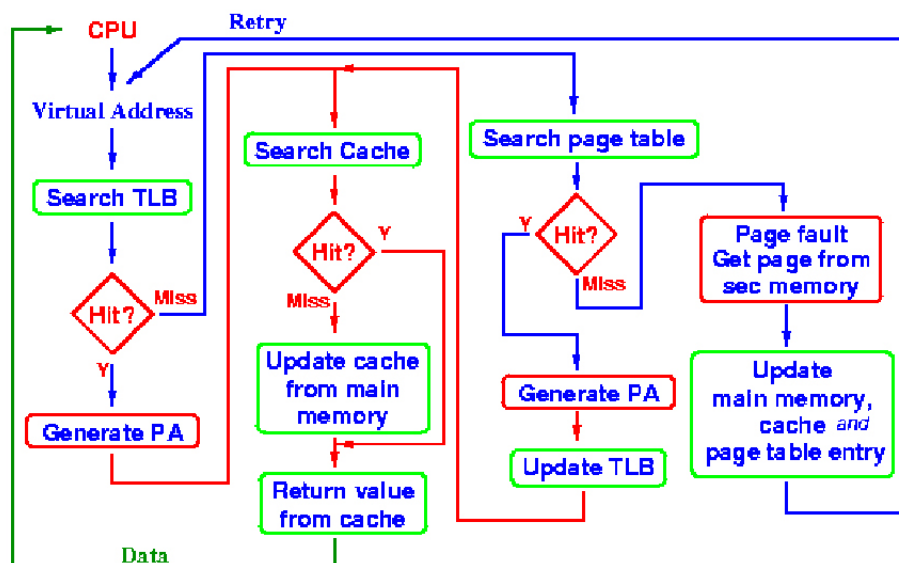 CPU
Retry
Virtual Address
Search TLB
Hit?
Miss
Y
Generate PA
Search Cache
Hit?
Y
Miss
Update cache
from main
memory
Return value
from cache
Data
Search page table
Y
Hit?
Miss
Generate PA
Update TLB
Page fault
Get page from
sec memory
Update
main memory,
cache and
page table entry